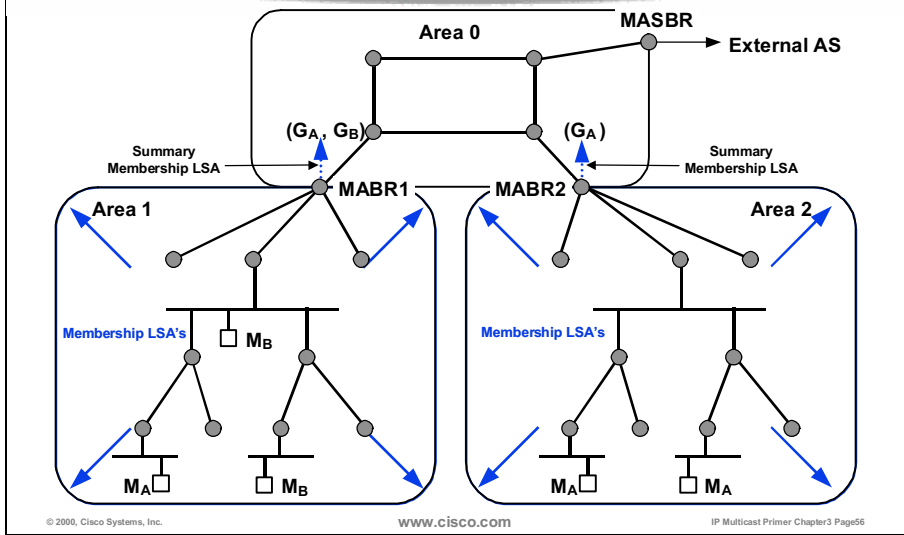 MASBR
Area 0
External AS
(GA , GB)
(GA )
Summary
Membership LSA
Summary
Membership LSA
MABR1
MABR2
Area 1
Area 2
Membership LSA's
MB
Membership LSA's
MA
MB
MA
MA
© 2000, Cisco Systems, Inc.
www.cisco.com
IP Multicast Primer Chapter3 Page56